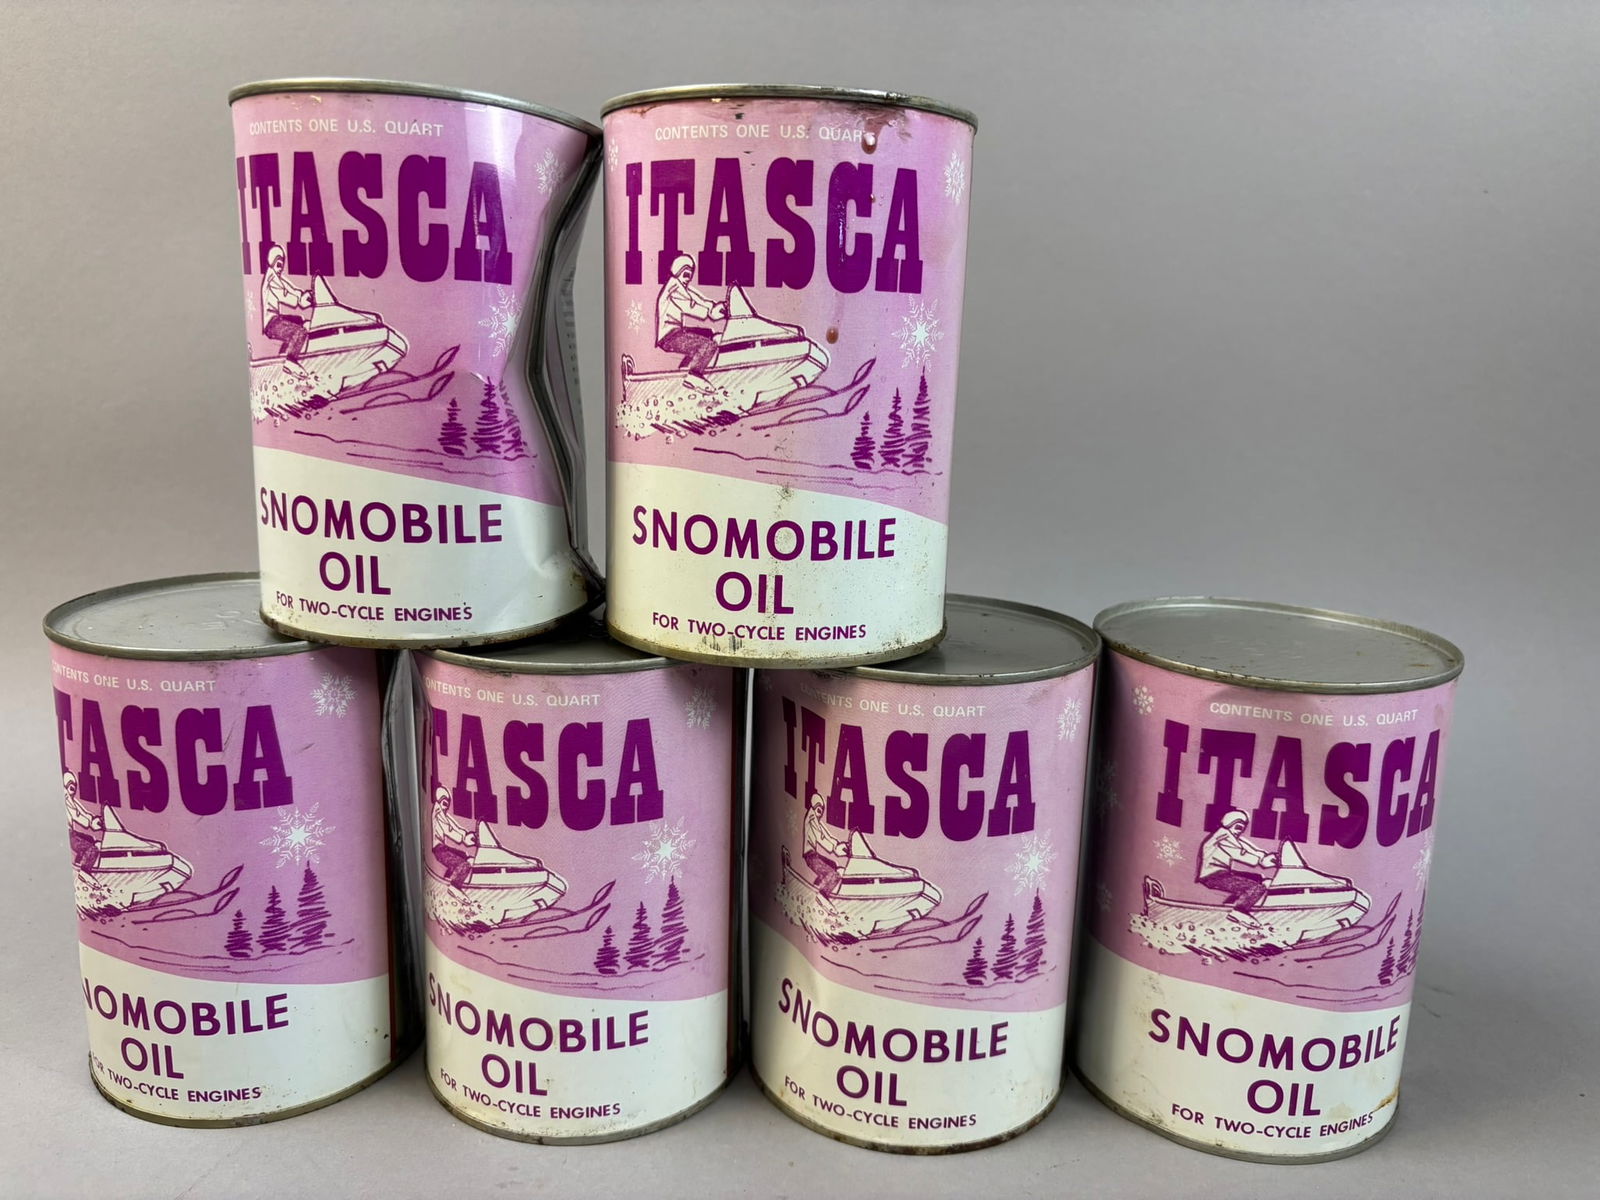 CONTENTS ONE U.S. QUART
ITASCA
SNOMOBILE
OIL
FOR TWO-CYCLE ENGINES
CONTENTS ONE U.S. QUART
ITASCA
SNOMOBILE
OIL
FOR TWO-CYCLE ENGINES
CONTENTS ONE U.S. QUART
TASCA
NOMOBILE
OIL
FOR TWO-CYCLE ENGINES
CONTENTS ONE U.S. QUART
ITASCA
SNOMOBILE
OIL
FOR TWO-CYCLE ENGINES
CONTENTS ONE U.S. QUART
ITASCA
SNOMOBILE
OIL
FOR TWO-CYCLE ENGINES
CONTENTS ONE U.S. QUART
ITASCA
SNOMOBILE
OIL
FOR TWO-CYCLE ENGINES